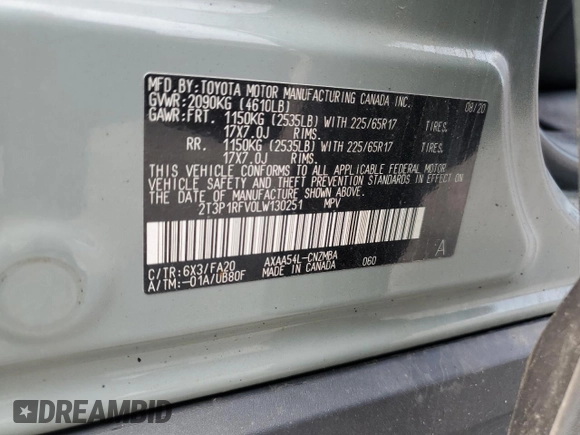 MFD.BY:TOYOTA MOTOR MANUFACTURING CANADA INC.
GVWR:2090KG (4610LB) 08/20
GAWR:FRT. 1150KG (2535LB) WITH 225/65R17 TIRES.
17X7.0J RIMS.
RR. 1150KG (2535LB) WITH 225/65R17 TIRES.
17X7.0J RIMS.
THIS VEHICLE CONFORMS TO ALL APPLICABLE FEDERAL MOTOR
VEHICLE SAFETY AND BUMPER STANDARDS IN EFFECT ON
THE DATE OF MANUFACTURE SHOWN ABOVE.
2T3P1RFV0LW130251 MPV
C/TR:6X3/FA20 AXAA54L-CNZMBA 060 A
A/TM:-01A/UB80F MADE IN CANADA
DREAMBID